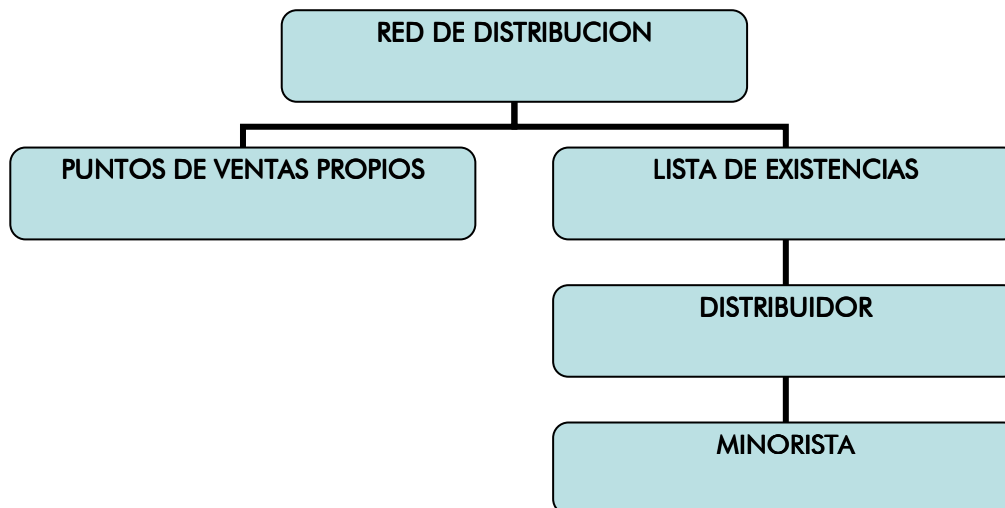 RED DE DISTRIBUCION
PUNTOS DE VENTAS PROPIOS
LISTA DE EXISTENCIAS
DISTRIBUIDOR
MINORISTA